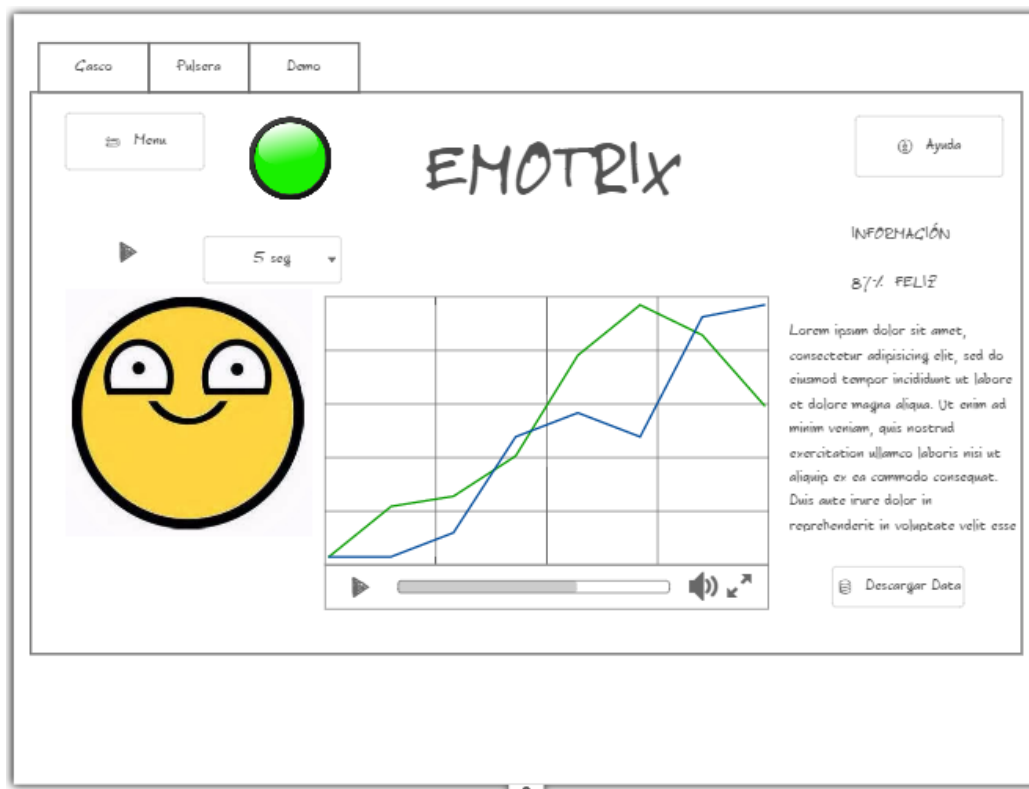 Casco
Pulsera
Demo
Menu
EMOTRIX
Ayuda
5 seg
INFORMACIÓN
87% FELIZ
Lorem ipsum dolor sit amet,
consectetur adipisicing elit, sed do
eiusmod tempor incididunt ut labore
et dolore magna aliqua. Ut enim ad
minim veniam, quis nostrud
exercitation ullamco laboris nisi ut
aliquip ex ea commodo consequat.
Duis aute irure dolor in
reprehenderit in voluptate velit esse
Descargar Data